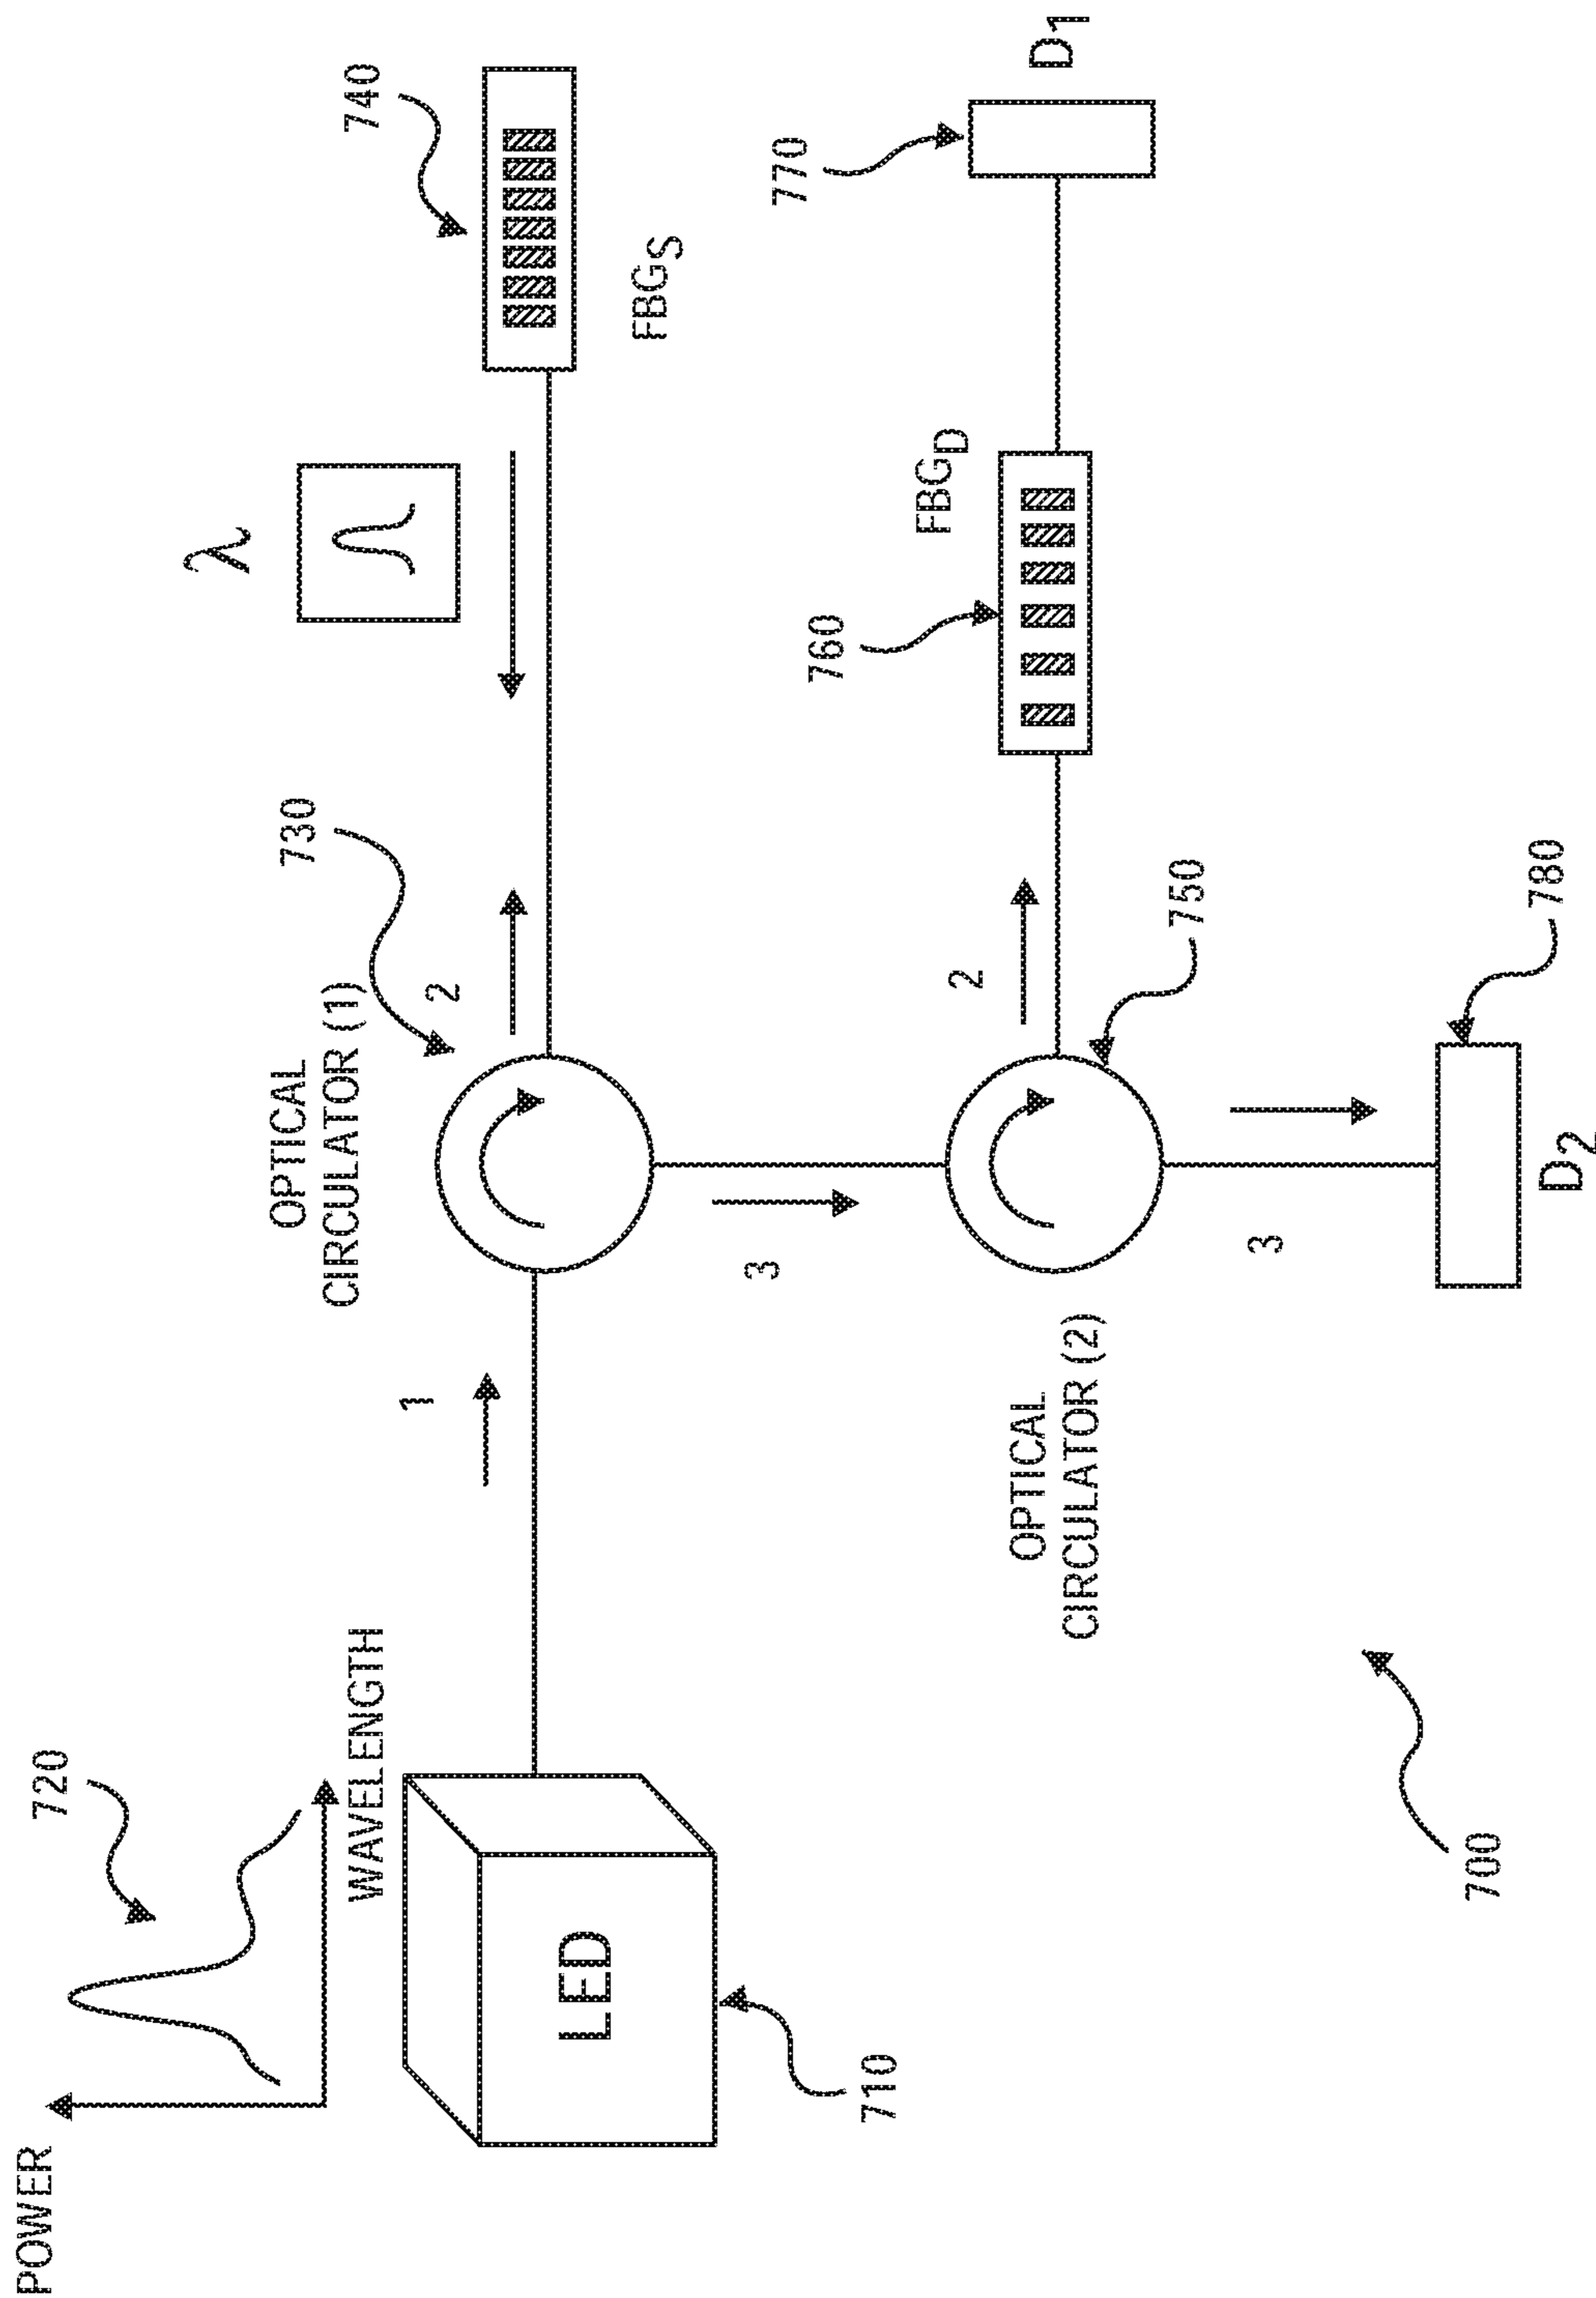 POWER
720
WAVELENGTH
LED
710
1
OPTICAL
CIRCULATOR (1)
730
2
3
λ
740
FBGS
OPTICAL
CIRCULATOR (2)
750
2
3
760
FBGD
770
D1
780
D2
700